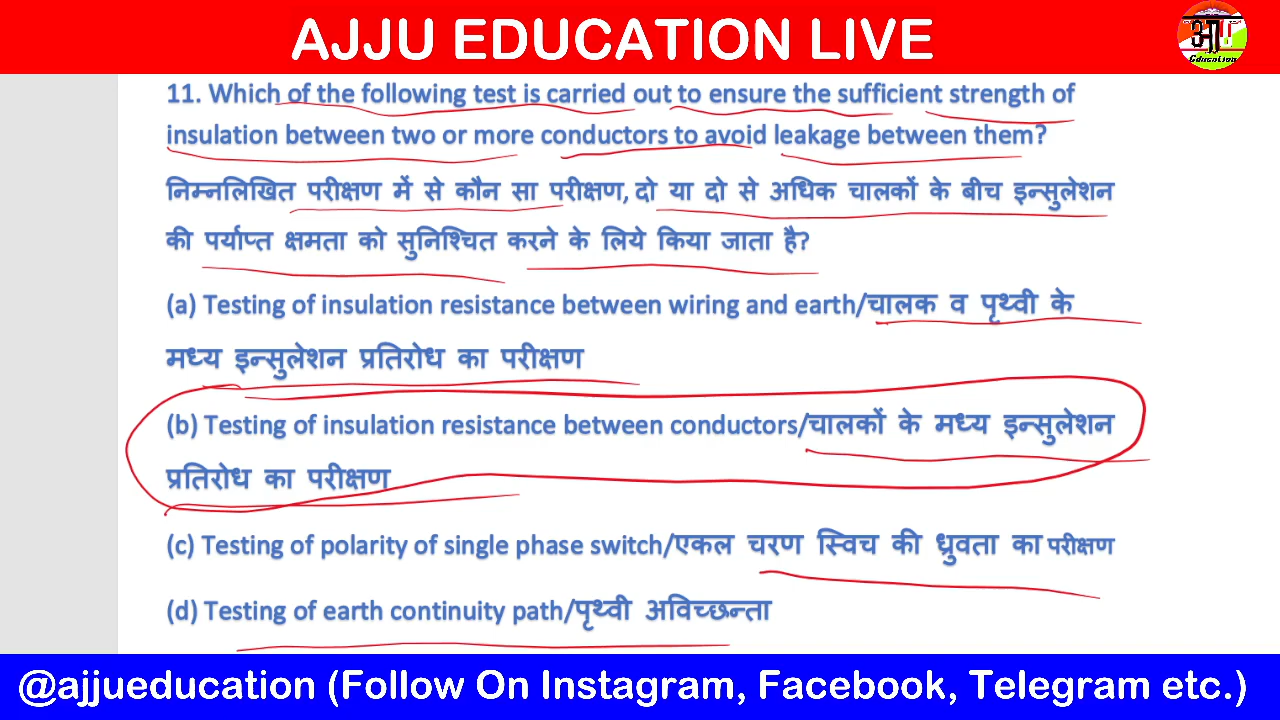 AJJU EDUCATION LIVE
आपU
Education
11. Which of the following test is carried out to ensure the sufficient strength of
insulation between two or more conductors to avoid leakage between them?
निम्नलिखित परीक्षण में से कौन सा परीक्षण, दो या दो से अधिक चालकों के बीच इन्सुलेशन
की पर्याप्त क्षमता को सुनिश्चित करने के लिये किया जाता है?
(a) Testing of insulation resistance between wiring and earth/चालक व पृथ्वी के
मध्य इन्सुलेशन प्रतिरोध का परीक्षण
(b) Testing of insulation resistance between conductors/चालकों के मध्य इन्सुलेशन
प्रतिरोध का परीक्षण
(c) Testing of polarity of single phase switch/एकल चरण स्विच की ध्रुवता का परीक्षण
(d) Testing of earth continuity path/पृथ्वी अविच्छन्ता
@ajjueducation (Follow On Instagram, Facebook, Telegram etc.)